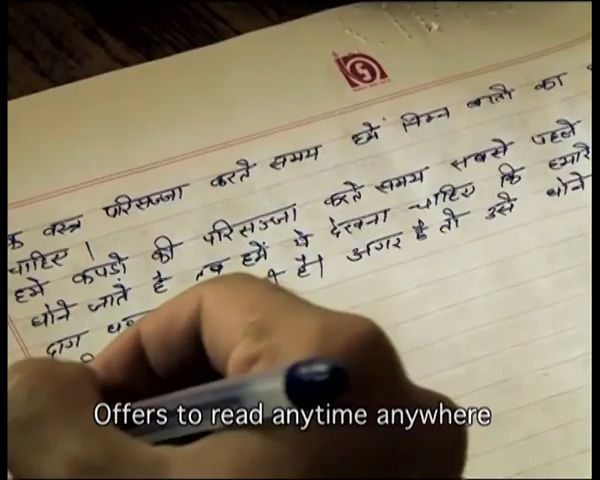 वस्त्र परिसज्जा करते समय हमें निम्न बातों का
चाहिए ।
हमें कपड़ो की परिसज्जा करते समय सबसे पहले
धोने जाते है तब हमें ये देखना चाहिए कि हमारे
दाग है। अगर है तो उसे धोने
Offers to read anytime anywhere